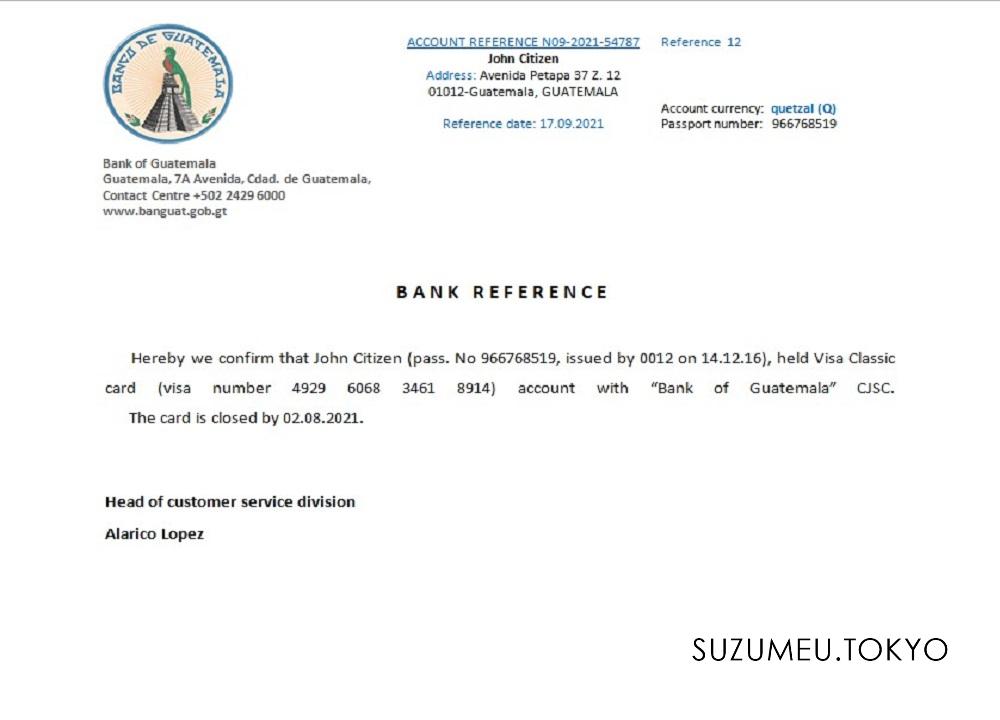 BANCO DE GUATEMALA
ACCOUNT REFERENCE N09-2021-54787
John Citizen
Address: Avenida Petapa 37 Z. 12
01012-Guatemala, GUATEMALA
Reference date: 17.09.2021
Reference 12
Account currency: quetzal (Q)
Passport number: 966768519
Bank of Guatemala
Guatemala, 7A Avenida, Cdad. de Guatemala,
Contact Centre +502 2429 6000
www.banguat.gob.gt
BANK REFERENCE
Hereby we confirm that John Citizen (pass. No 966768519, issued by 0012 on 14.12.16), held Visa Classic
card (visa number 4929 6068 3461 8914) account with “Bank of Guatemala” CJSC.
The card is closed by 02.08.2021.
Head of customer service division
Alarico Lopez
SUZUMEU.TOKYO